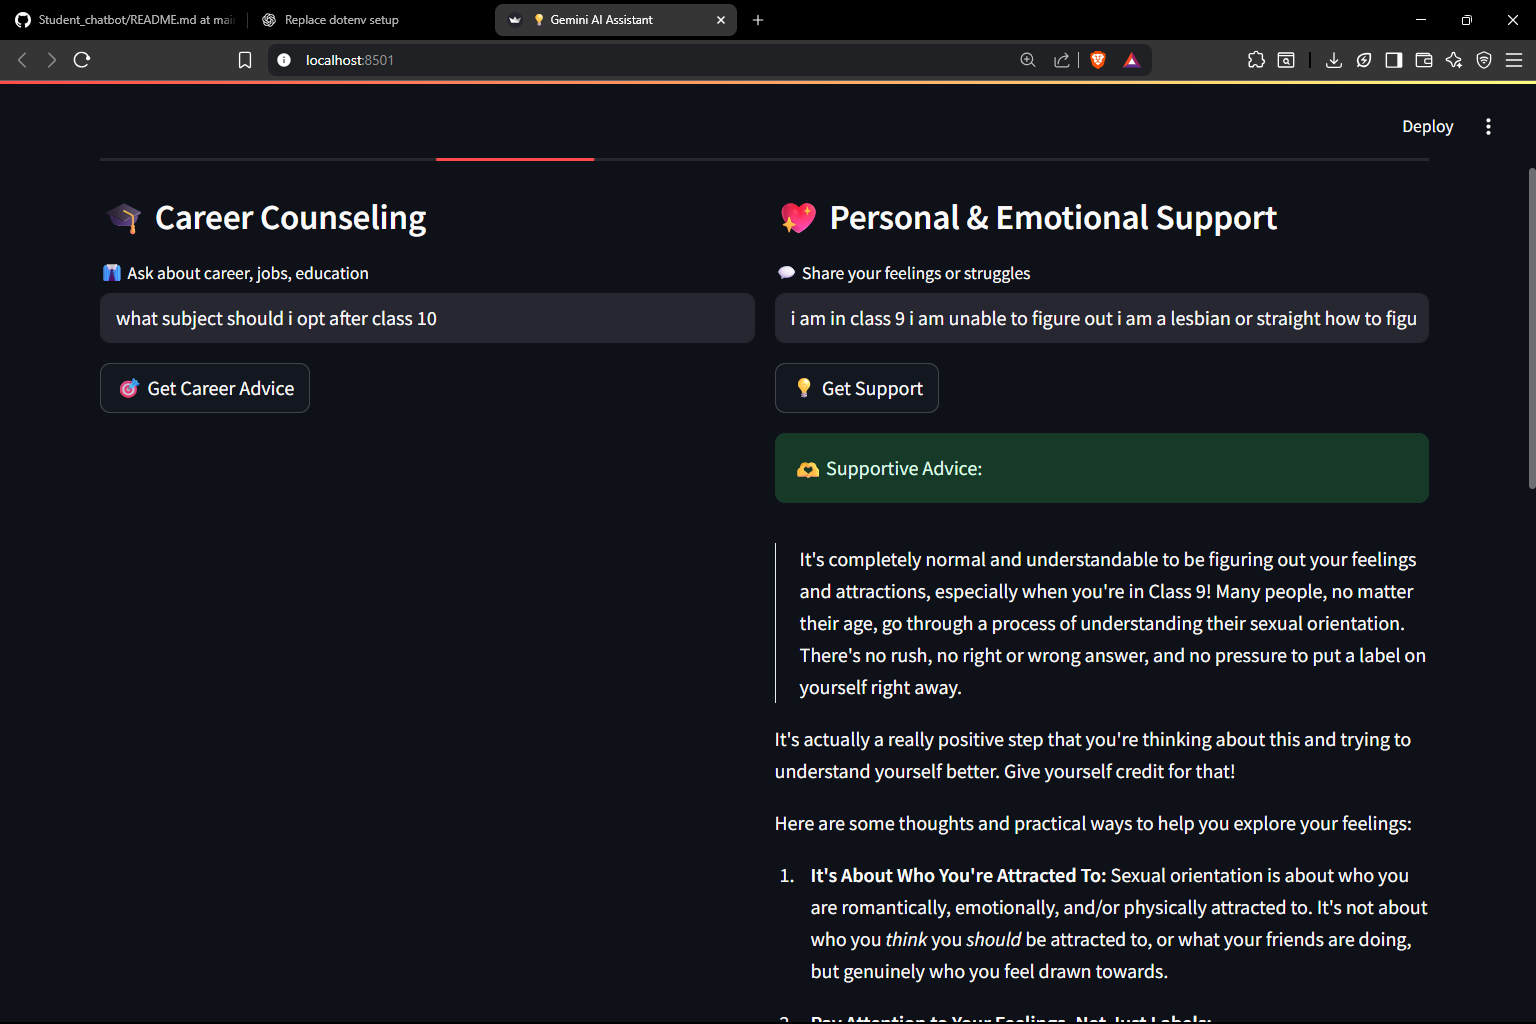 Student_chatbot/README.md at mai
Replace dotenv setup
Gemini AI Assistant
localhost:8501
Deploy
Career Counseling
Ask about career, jobs, education
what subject should i opt after class 10
Get Career Advice
Personal & Emotional Support
Share your feelings or struggles
i am in class 9 i am unable to figure out i am a lesbian or straight how to figu
Get Support
Supportive Advice:
It's completely normal and understandable to be figuring out your feelings
and attractions, especially when you're in Class 9! Many people, no matter
their age, go through a process of understanding their sexual orientation.
There's no rush, no right or wrong answer, and no pressure to put a label on
yourself right away.
It's actually a really positive step that you're thinking about this and trying to
understand yourself better. Give yourself credit for that!
Here are some thoughts and practical ways to help you explore your feelings:
1. It's About Who You're Attracted To: Sexual orientation is about who you
are romantically, emotionally, and/or physically attracted to. It's not about
who you think you should be attracted to, or what your friends are doing,
but genuinely who you feel drawn towards.
2. Pay Attention to Your Feelings, Not Just Labels: